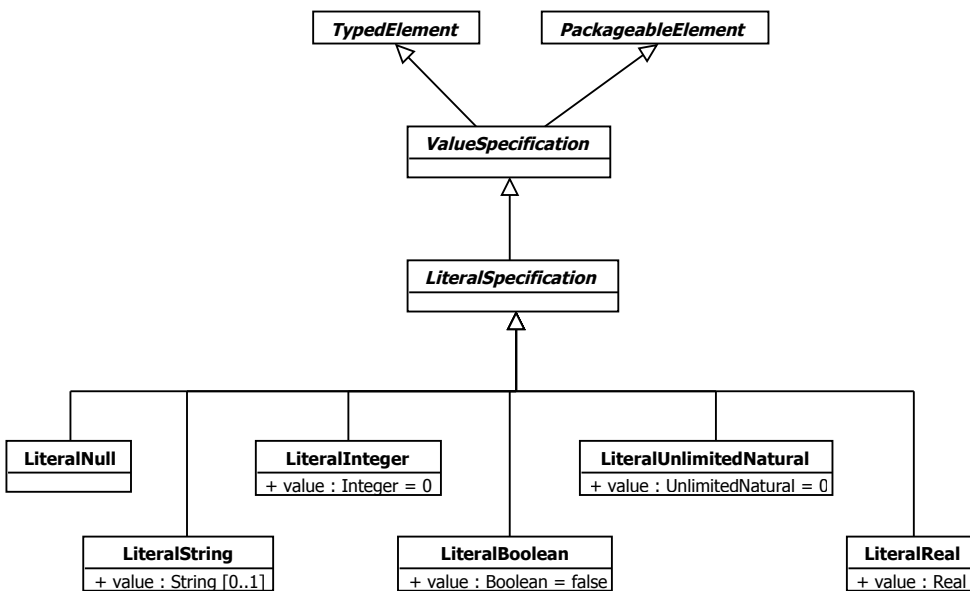 TypedElement
PackageableElement
ValueSpecification
LiteralSpecification
LiteralNull
LiteralInteger
+ value : Integer = 0
LiteralUnlimitedNatural
+ value : UnlimitedNatural = 0
LiteralString
+ value : String [0..1]
LiteralBoolean
+ value : Boolean = false
LiteralReal
+ value : Real